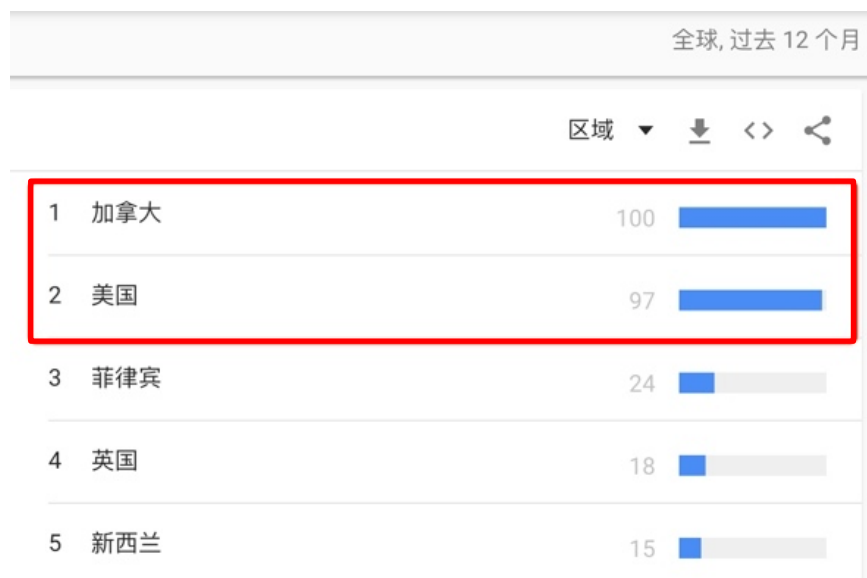 全球, 过去 12 个月
区域
1 加拿大 100
2 美国 97
3 菲律宾 24
4 英国 18
5 新西兰 15